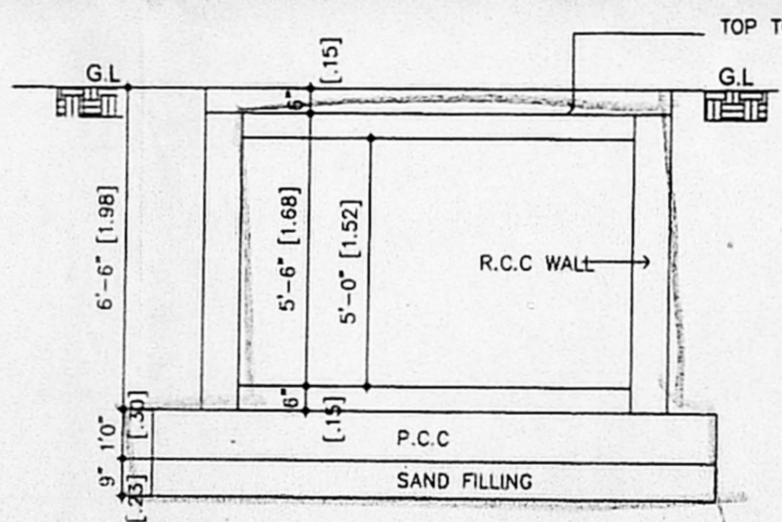 TOP T
G.L
G.L
[.15]
6"
6'-6" [1.98]
5'-6" [1.68]
5'-0" [1.52]
R.C.C WALL
6"
[.15]
1'0" [.30]
P.C.C
9" [.23]
SAND FILLING